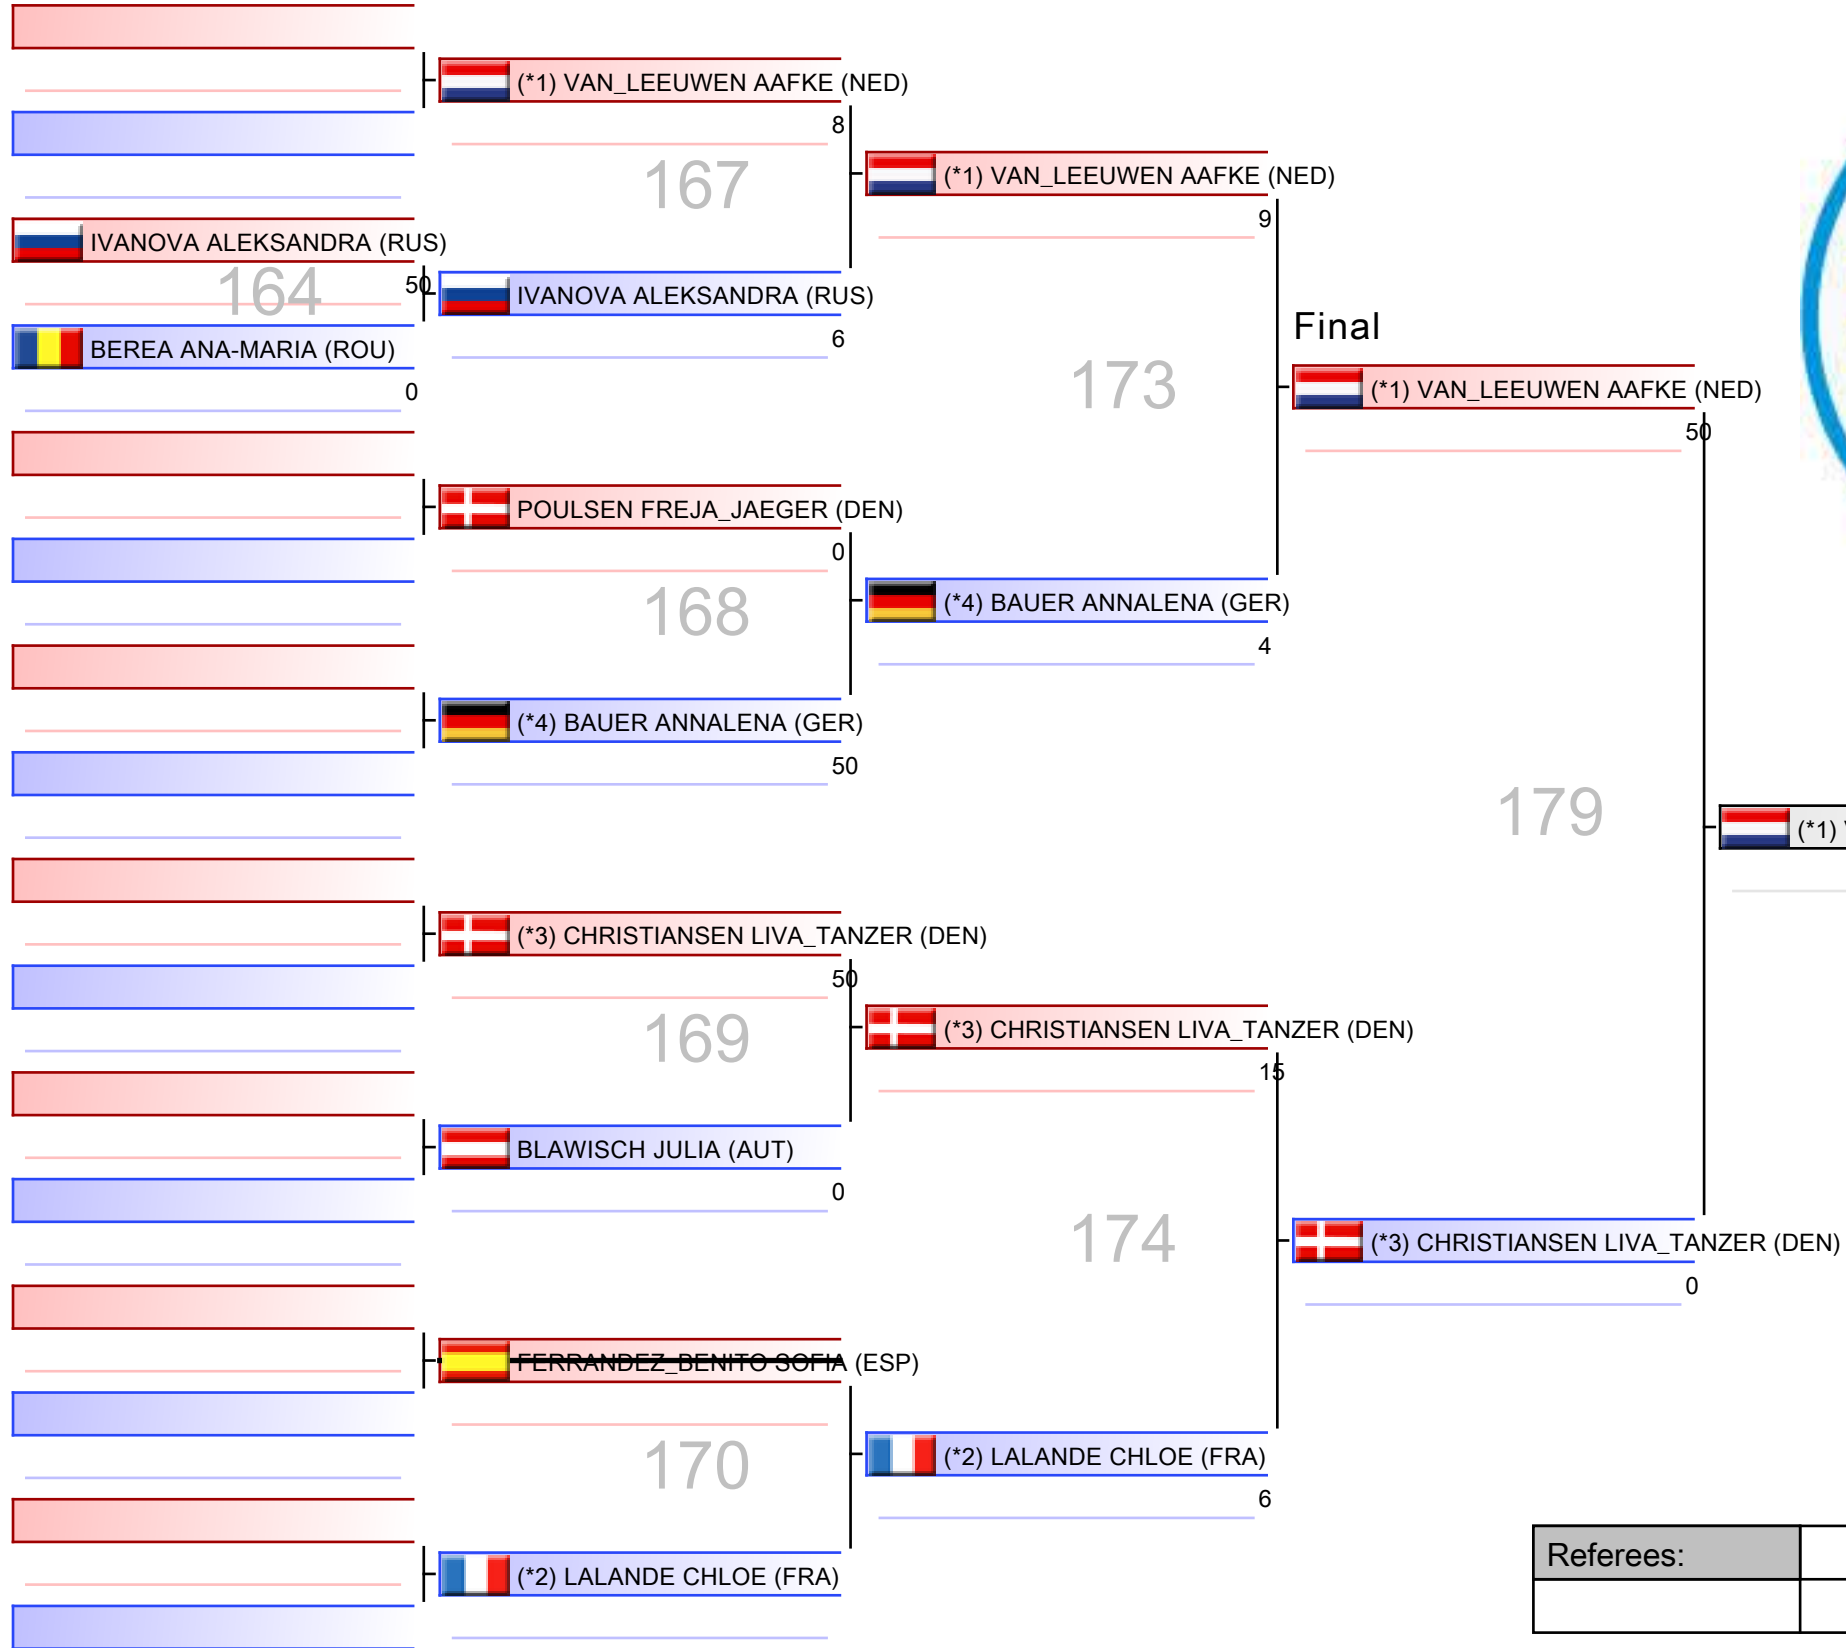 (*1) VAN_LEEUWEN AAFKE (NED)
8
167
(*1) VAN_LEEUWEN AAFKE (NED)
9
IVANOVA ALEKSANDRA (RUS)
50
164
IVANOVA ALEKSANDRA (RUS)
6
BEREA ANA-MARIA (ROU)
0
Final
173
(*1) VAN_LEEUWEN AAFKE (NED)
50
POULSEN FREJA_JAEGER (DEN)
0
168
(*4) BAUER ANNALENA (GER)
4
(*4) BAUER ANNALENA (GER)
50
179
(*1)
(*3) CHRISTIANSEN LIVA_TANZER (DEN)
50
169
(*3) CHRISTIANSEN LIVA_TANZER (DEN)
15
BLAWISCH JULIA (AUT)
0
174
(*3) CHRISTIANSEN LIVA_TANZER (DEN)
0
FERRANDEZ_BENITO SOFIA (ESP)
170
(*2) LALANDE CHLOE (FRA)
6
(*2) LALANDE CHLOE (FRA)
Referees: